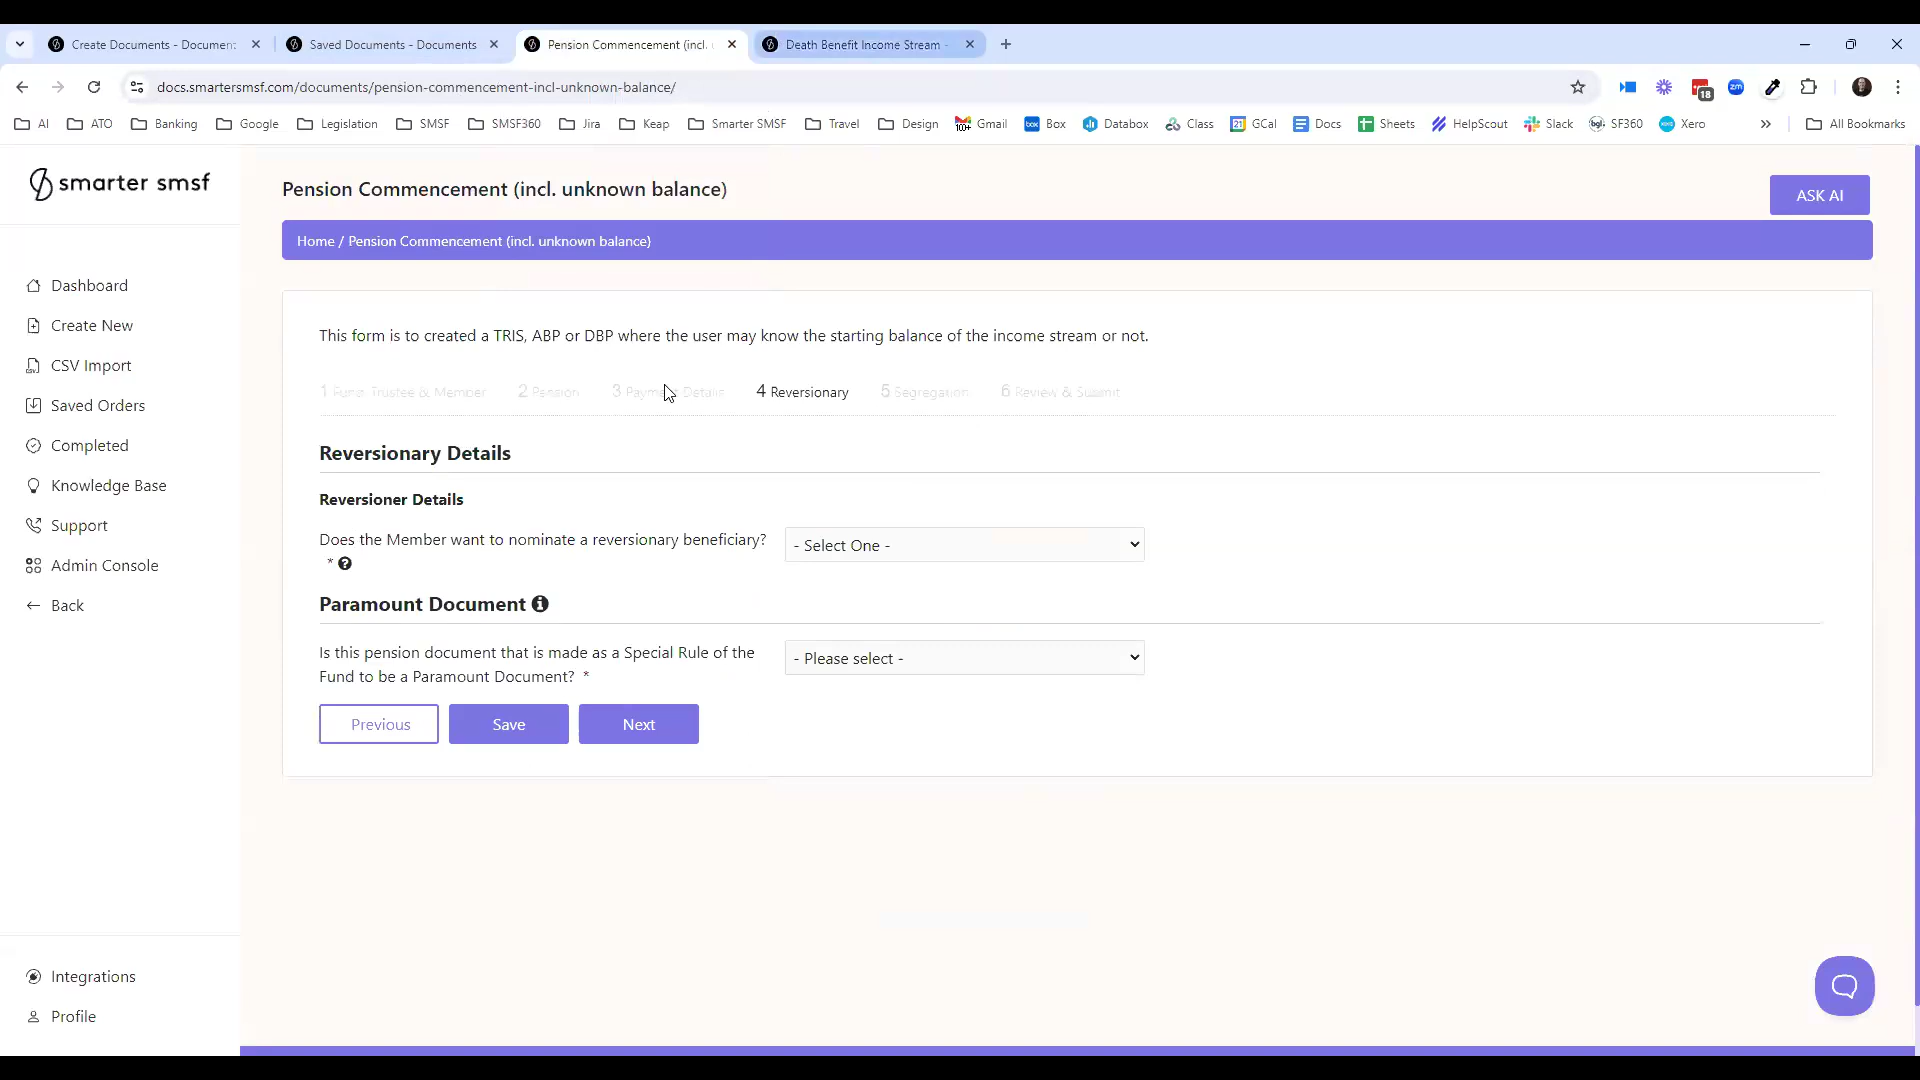 Create Documents - Document
Saved Documents - Documents
Pension Commencement (incl.
Death Benefit Income Stream -
docs.smartersmsf.com/documents/pension-commencement-incl-unknown-balance/
18
zm
AI
ATO
Banking
Google
Legislation
SMSF
SMSF360
Jira
Keap
Smarter SMSF
Travel
Design
100+
Gmail
box
Box
Databox
Class
21
GCal
Docs
Sheets
HelpScout
Slack
bgl
SF360
xero
Xero
All Bookmarks
smarter smsf
Pension Commencement (incl. unknown balance)
ASK AI
Home / Pension Commencement (incl. unknown balance)
Dashboard
Create New
CSV Import
Saved Orders
Completed
Knowledge Base
Support
Admin Console
Back
Integrations
Profile
This form is to created a TRIS, ABP or DBP where the user may know the starting balance of the income stream or not.
1 Fund, Trustee & Member
2 Pension
3 Payment Details
4 Reversionary
5 Segregation
6 Review & Submit
Reversionary Details
Reversioner Details
Does the Member want to nominate a reversionary beneficiary?
* ?
- Select One -
Paramount Document
Is this pension document that is made as a Special Rule of the
Fund to be a Paramount Document? *
- Please select -
Previous
Save
Next